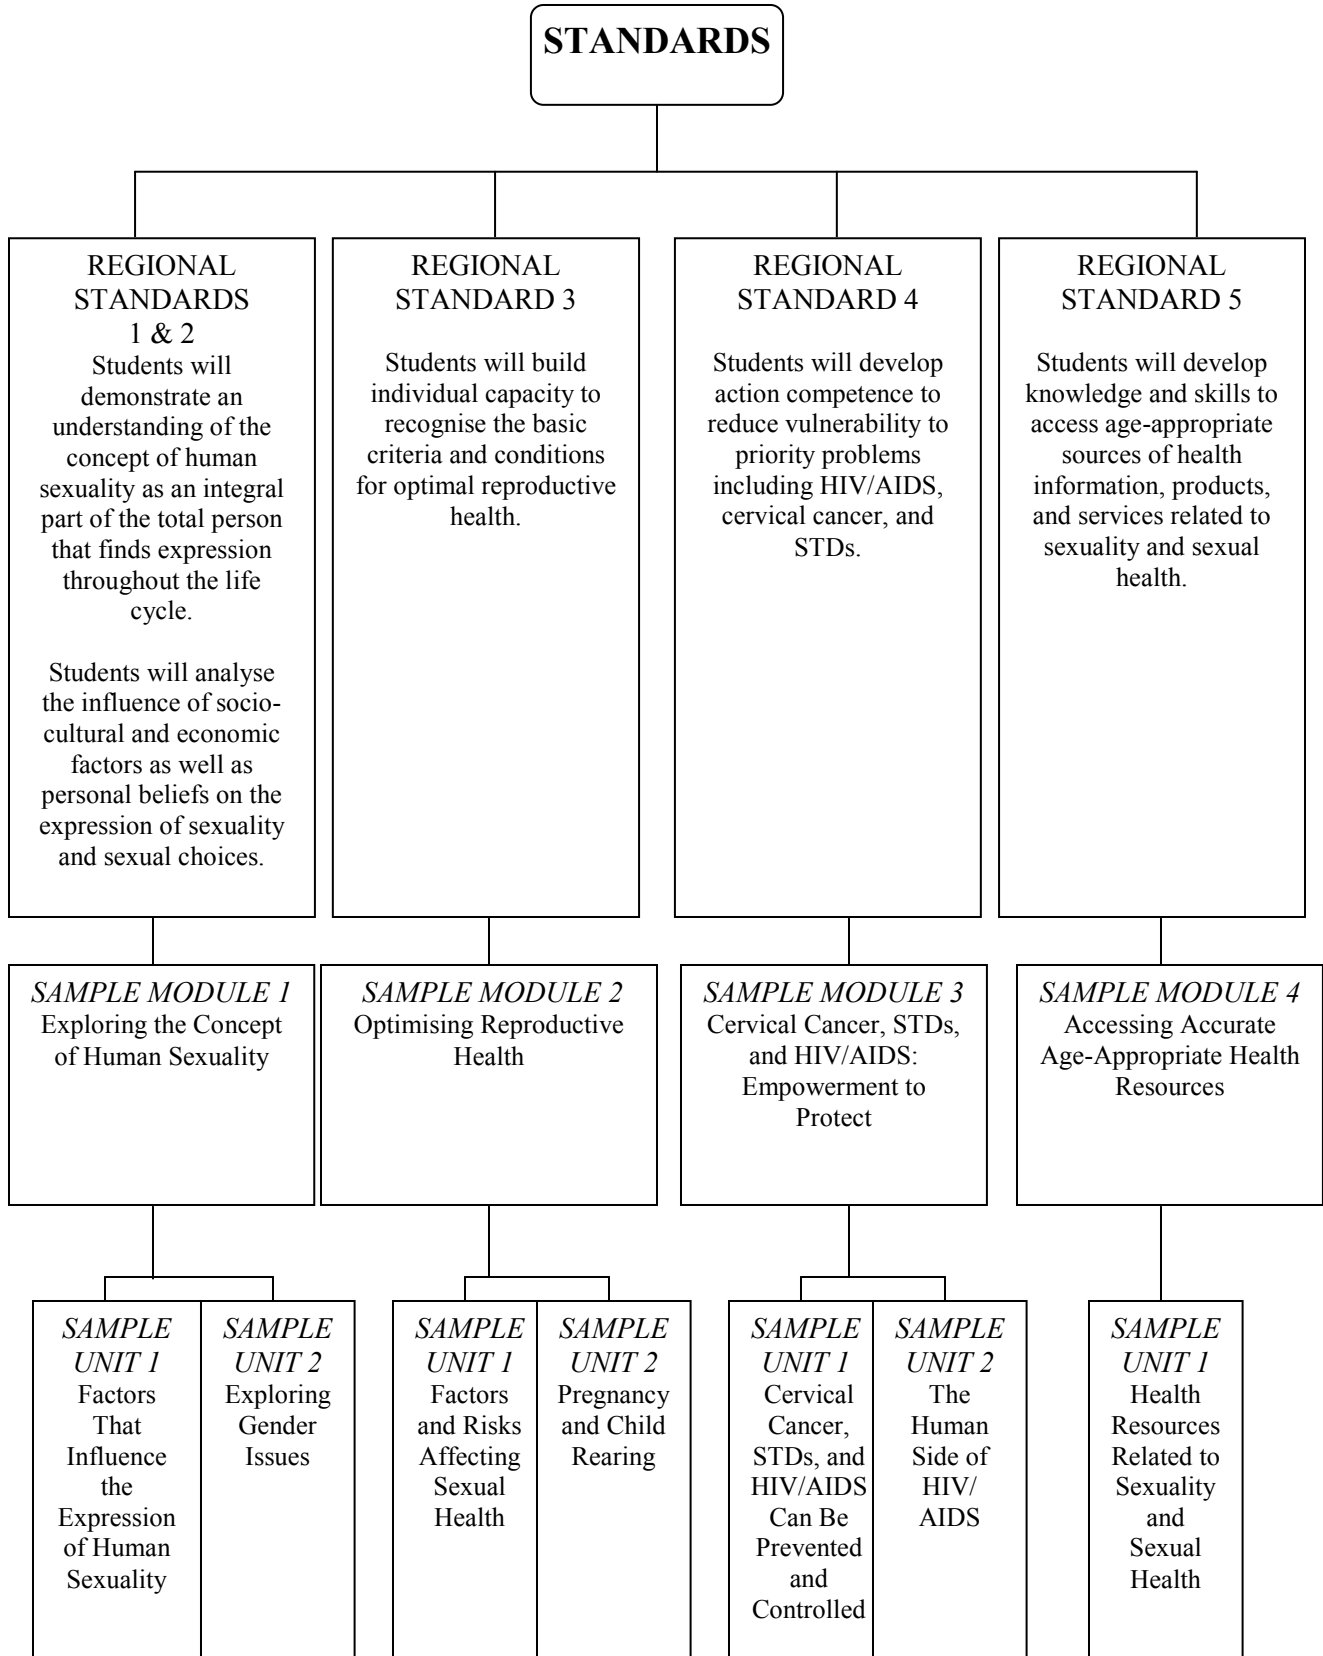 STANDARDS
REGIONAL
STANDARDS
1 & 2
Students will
demonstrate an
understanding of the
concept of human
sexuality as an integral
part of the total person
that finds expression
throughout the life
cycle.
Students will analyse
the influence of socio-
cultural and economic
factors as well as
personal beliefs on the
expression of sexuality
and sexual choices.
REGIONAL
STANDARD 3
Students will build
individual capacity to
recognise the basic
criteria and conditions
for optimal reproductive
health.
REGIONAL
STANDARD 4
Students will develop
action competence to
reduce vulnerability to
priority problems
including HIV/AIDS,
cervical cancer, and
STDs.
REGIONAL
STANDARD 5
Students will develop
knowledge and skills to
access age-appropriate
sources of health
information, products,
and services related to
sexuality and sexual
health.
SAMPLE MODULE 1
Exploring the Concept
of Human Sexuality
SAMPLE MODULE 2
Optimising Reproductive
Health
SAMPLE MODULE 3
Cervical Cancer, STDs,
and HIV/AIDS:
Empowerment to
Protect
SAMPLE MODULE 4
Accessing Accurate
Age-Appropriate Health
Resources
SAMPLE
UNIT 1
Factors
That
Influence
the
Expression
of Human
Sexuality
SAMPLE
UNIT 2
Exploring
Gender
Issues
SAMPLE
UNIT 1
Factors
and Risks
Affecting
Sexual
Health
SAMPLE
UNIT 2
Pregnancy
and Child
Rearing
SAMPLE
UNIT 1
Cervical
Cancer,
STDs, and
HIV/AIDS
Can Be
Prevented
and
Controlled
SAMPLE
UNIT 2
The
Human
Side of
HIV/
AIDS
SAMPLE
UNIT 1
Health
Resources
Related to
Sexuality
and
Sexual
Health